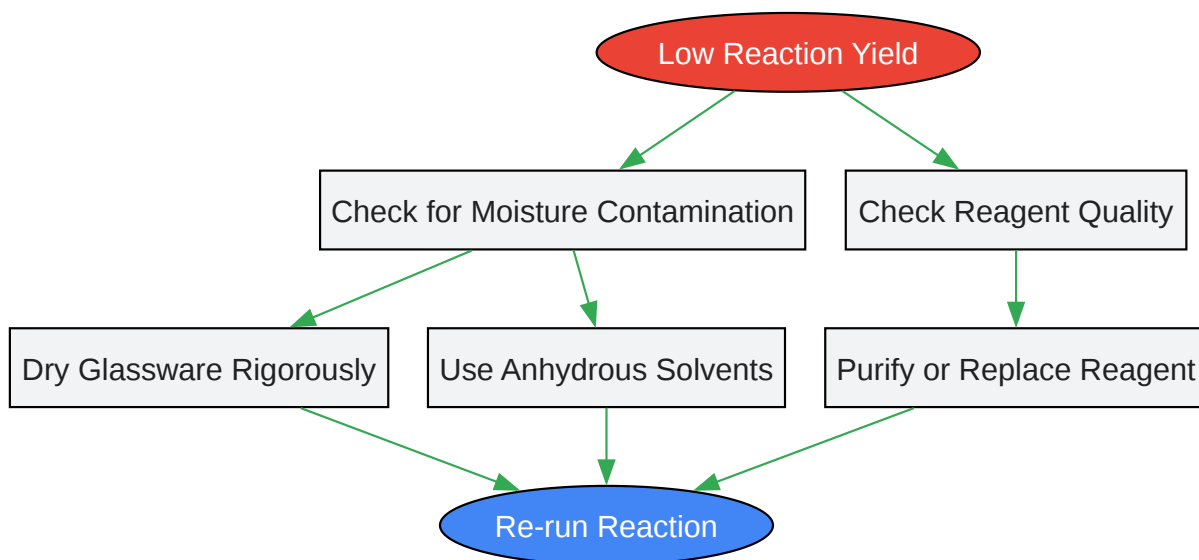 Low Reaction Yield
Check for Moisture Contamination
Check Reagent Quality
Dry Glassware Rigorously
Use Anhydrous Solvents
Purify or Replace Reagent
Re-run Reaction